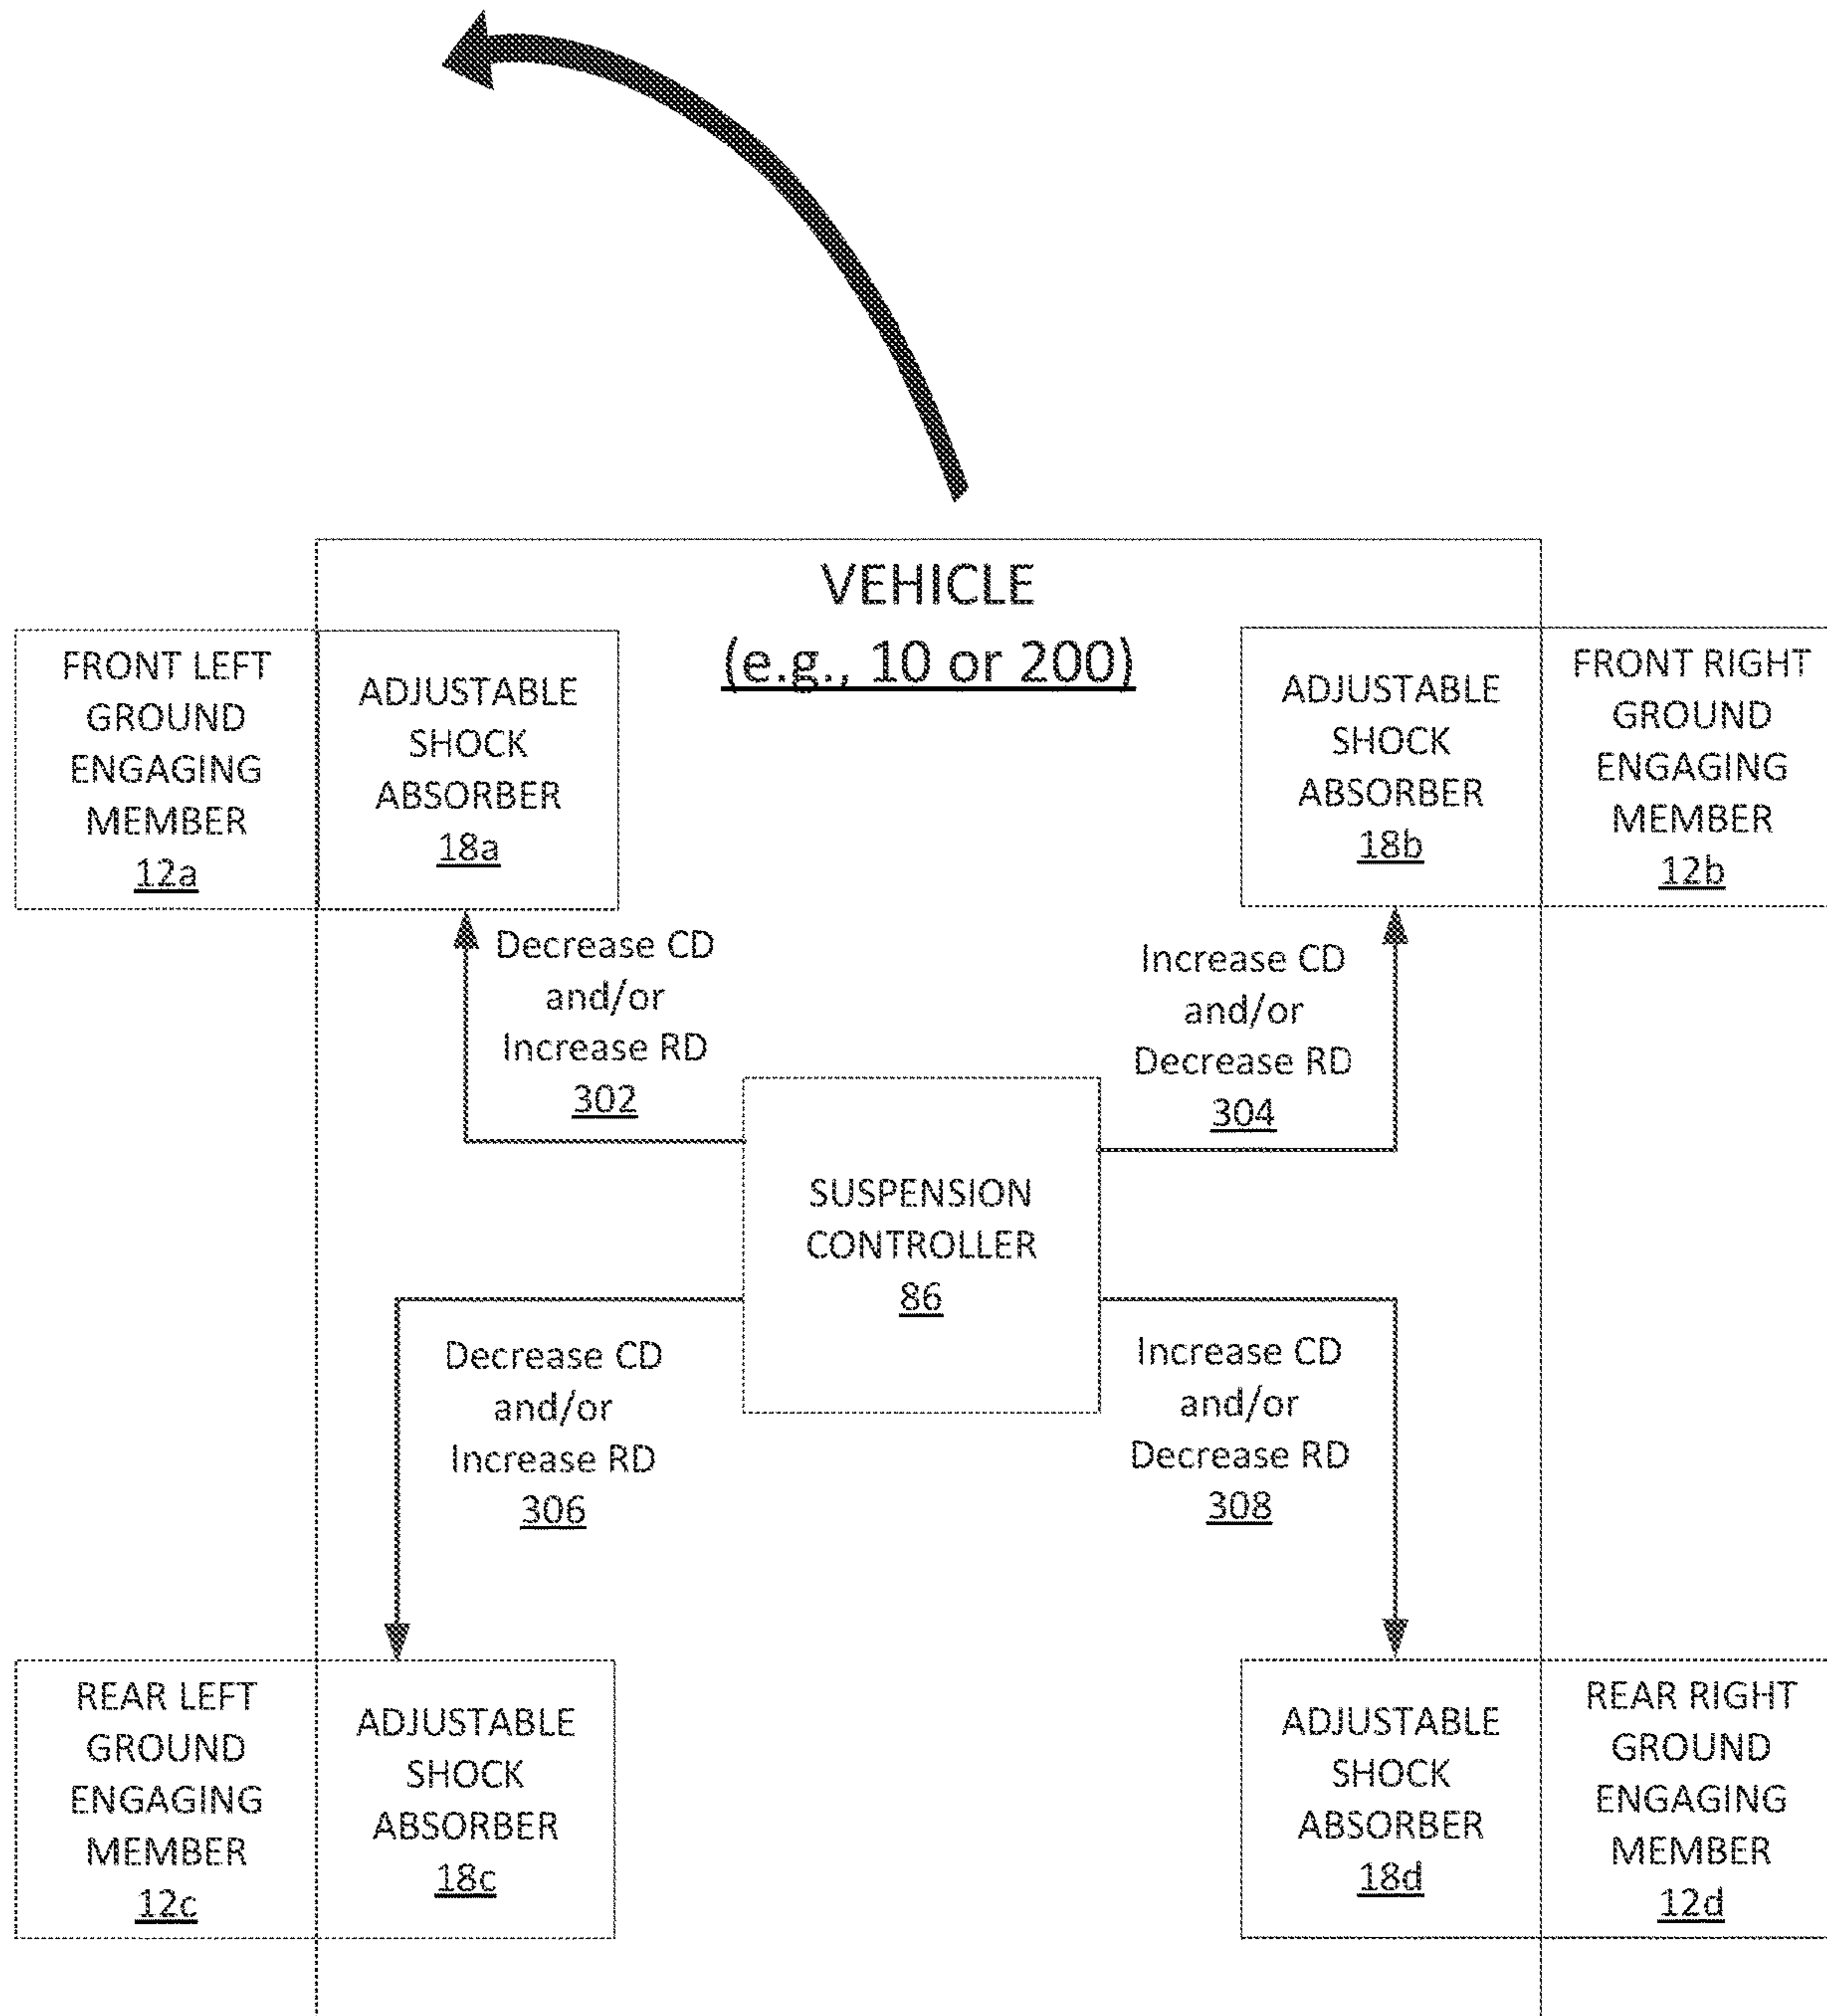 VEHICLE
(e.g., 10 or 200)
FRONT LEFT
GROUND
ENGAGING
MEMBER
12a
ADJUSTABLE
SHOCK
ABSORBER
18a
ADJUSTABLE
SHOCK
ABSORBER
18b
FRONT RIGHT
GROUND
ENGAGING
MEMBER
12b
Decrease CD
and/or
Increase RD
302
Increase CD
and/or
Decrease RD
304
SUSPENSION
CONTROLLER
86
Decrease CD
and/or
Increase RD
306
Increase CD
and/or
Decrease RD
308
REAR LEFT
GROUND
ENGAGING
MEMBER
12c
ADJUSTABLE
SHOCK
ABSORBER
18c
ADJUSTABLE
SHOCK
ABSORBER
18d
REAR RIGHT
GROUND
ENGAGING
MEMBER
12d